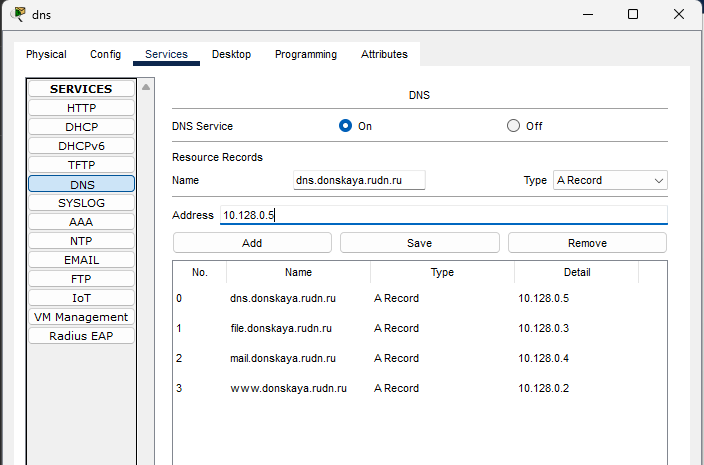 dns
Physical Config Services Desktop Programming Attributes
SERVICES
HTTP
DHCP
DHCPv6
TFTP
DNS
SYSLOG
AAA
NTP
EMAIL
FTP
IoT
VM Management
Radius EAP
DNS
DNS Service On Off
Resource Records
Name dns.donskaya.rudn.ru Type A Record
Address 10.128.0.5
Add Save Remove
No. Name Type Detail
0 dns.donskaya.rudn.ru A Record 10.128.0.5
1 file.donskaya.rudn.ru A Record 10.128.0.3
2 mail.donskaya.rudn.ru A Record 10.128.0.4
3 www.donskaya.rudn.ru A Record 10.128.0.2